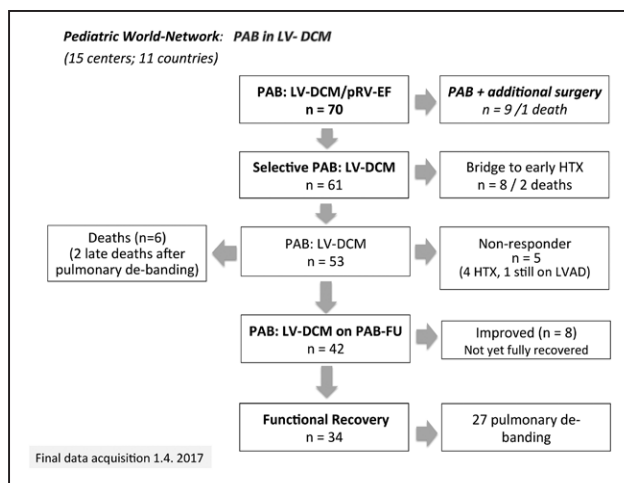 Pediatric World-Network: PAB in LV- DCM
(15 centers; 11 countries)
PAB: LV-DCM/pRV-EF
n = 70
PAB + additional surgery
n = 9 /1 death
Selective PAB: LV-DCM
n = 61
Bridge to early HTX
n = 8 / 2 deaths
Deaths (n=6)
(2 late deaths after
pulmonary de-banding)
PAB: LV-DCM
n = 53
Non-responder
n = 5
(4 HTX, 1 still on LVAD)
PAB: LV-DCM on PAB-FU
n = 42
Improved (n = 8)
Not yet fully recovered
Functional Recovery
n = 34
27 pulmonary de-
banding
Final data acquisition 1.4. 2017